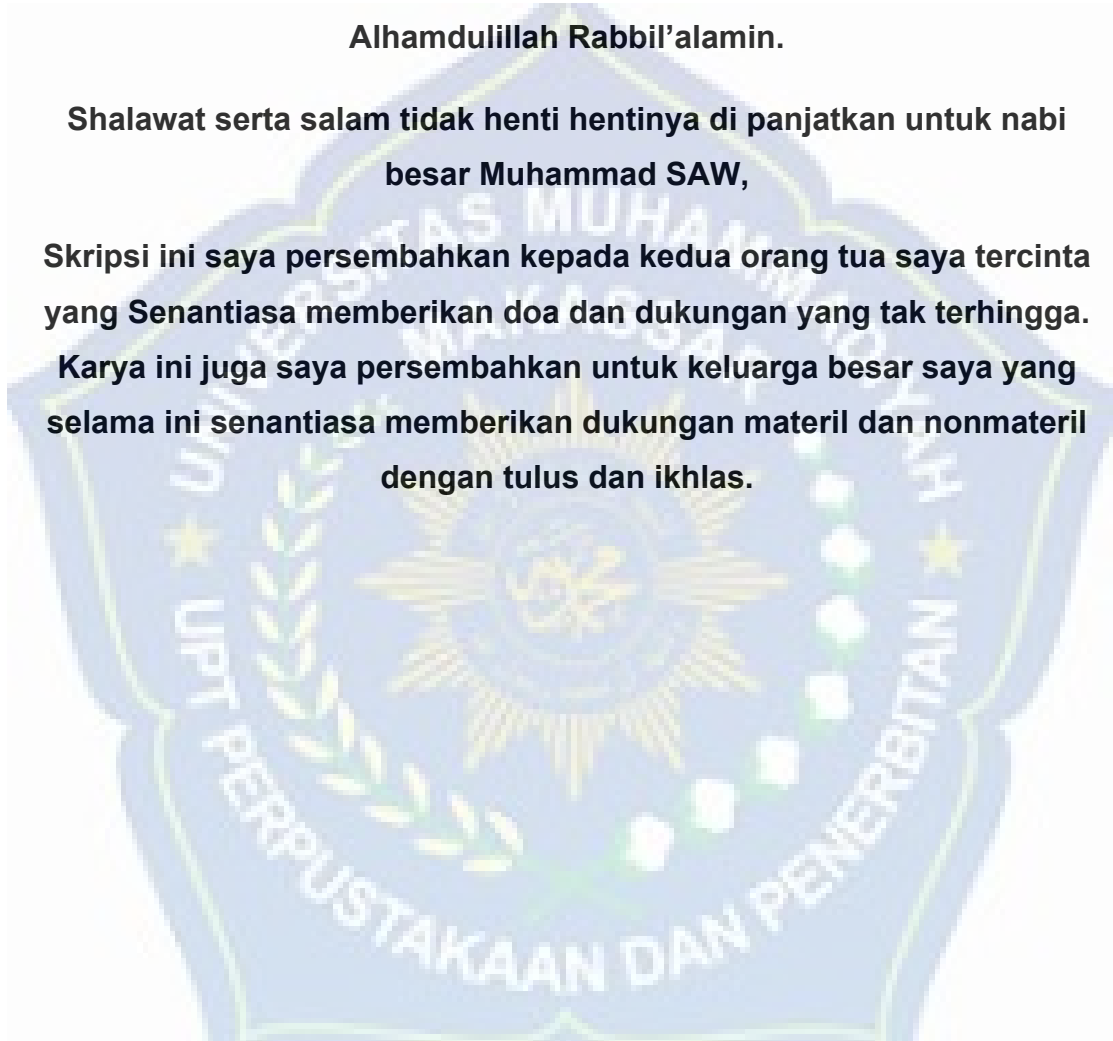 Alhamdulillah Rabbil’alamin.
Shalawat serta salam tidak henti hentinya di panjatkan untuk nabi
besar Muhammad SAW,
Skripsi ini saya persembahkan kepada kedua orang tua saya tercinta
yang Senantiasa memberikan doa dan dukungan yang tak terhingga.
Karya ini juga saya persembahkan untuk keluarga besar saya yang
selama ini senantiasa memberikan dukungan materil dan nonmateril
dengan tulus dan ikhlas.
UNIVERSITAS MUHAMMADIYAH
MAKASSAR
UPT PERPUSTAKAAN DAN PENERBITAN